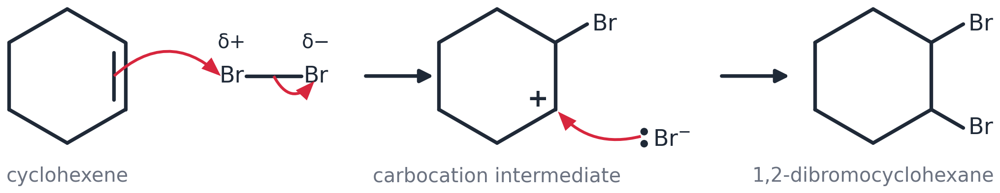 δ+ δ−
Br Br
Br
+
Br−
Br
Br
cyclohexene
carbocation intermediate
1,2-dibromocyclohexane